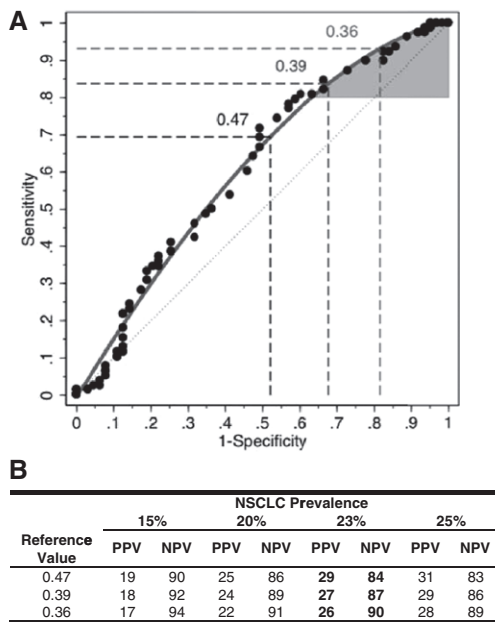 A
0.36
0.39
0.47
Sensitivity
1
.9
.8
.7
.6
.5
.4
.3
.2
.1
0
0 .1 .2 .3 .4 .5 .6 .7 .8 .9 1
1-Specificity
B
NSCLC Prevalence
15% 20% 23% 25%
Reference Value PPV NPV PPV NPV PPV NPV PPV NPV
0.47 19 90 25 86 29 84 31 83
0.39 18 92 24 89 27 87 29 86
0.36 17 94 22 91 26 90 28 89